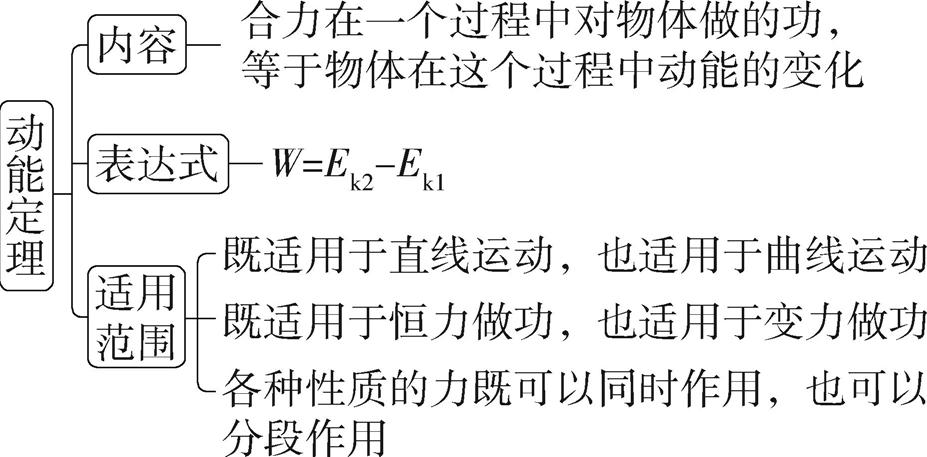 动能定理
内容
合力在一个过程中对物体做的功，
等于物体在这个过程中动能的变化
表达式
W=Ek2-Ek1
适用
范围
既适用于直线运动，也适用于曲线运动
既适用于恒力做功，也适用于变力做功
各种性质的力既可以同时作用，也可以
分段作用